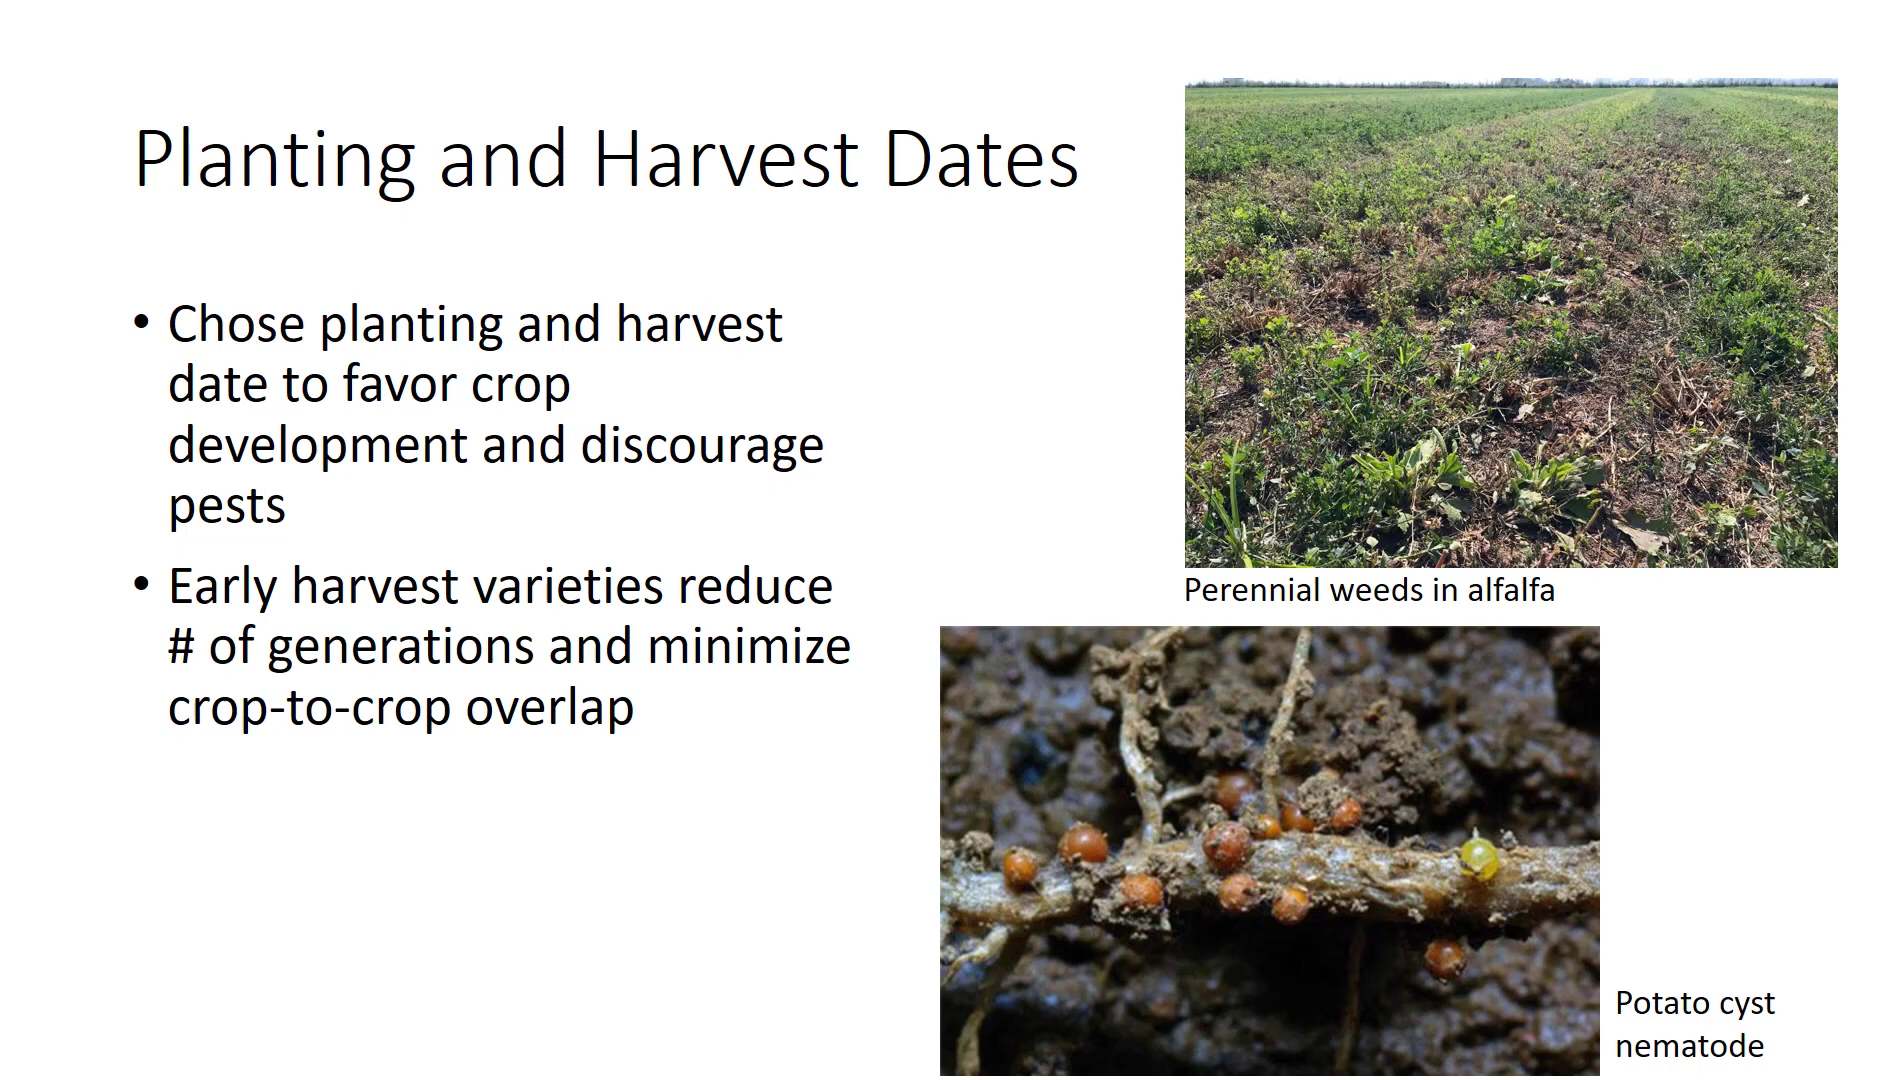 Planting and Harvest Dates
• Chose planting and harvest
date to favor crop
development and discourage
pests
• Early harvest varieties reduce
# of generations and minimize
crop-to-crop overlap
Perennial weeds in alfalfa
Potato cyst
nematode